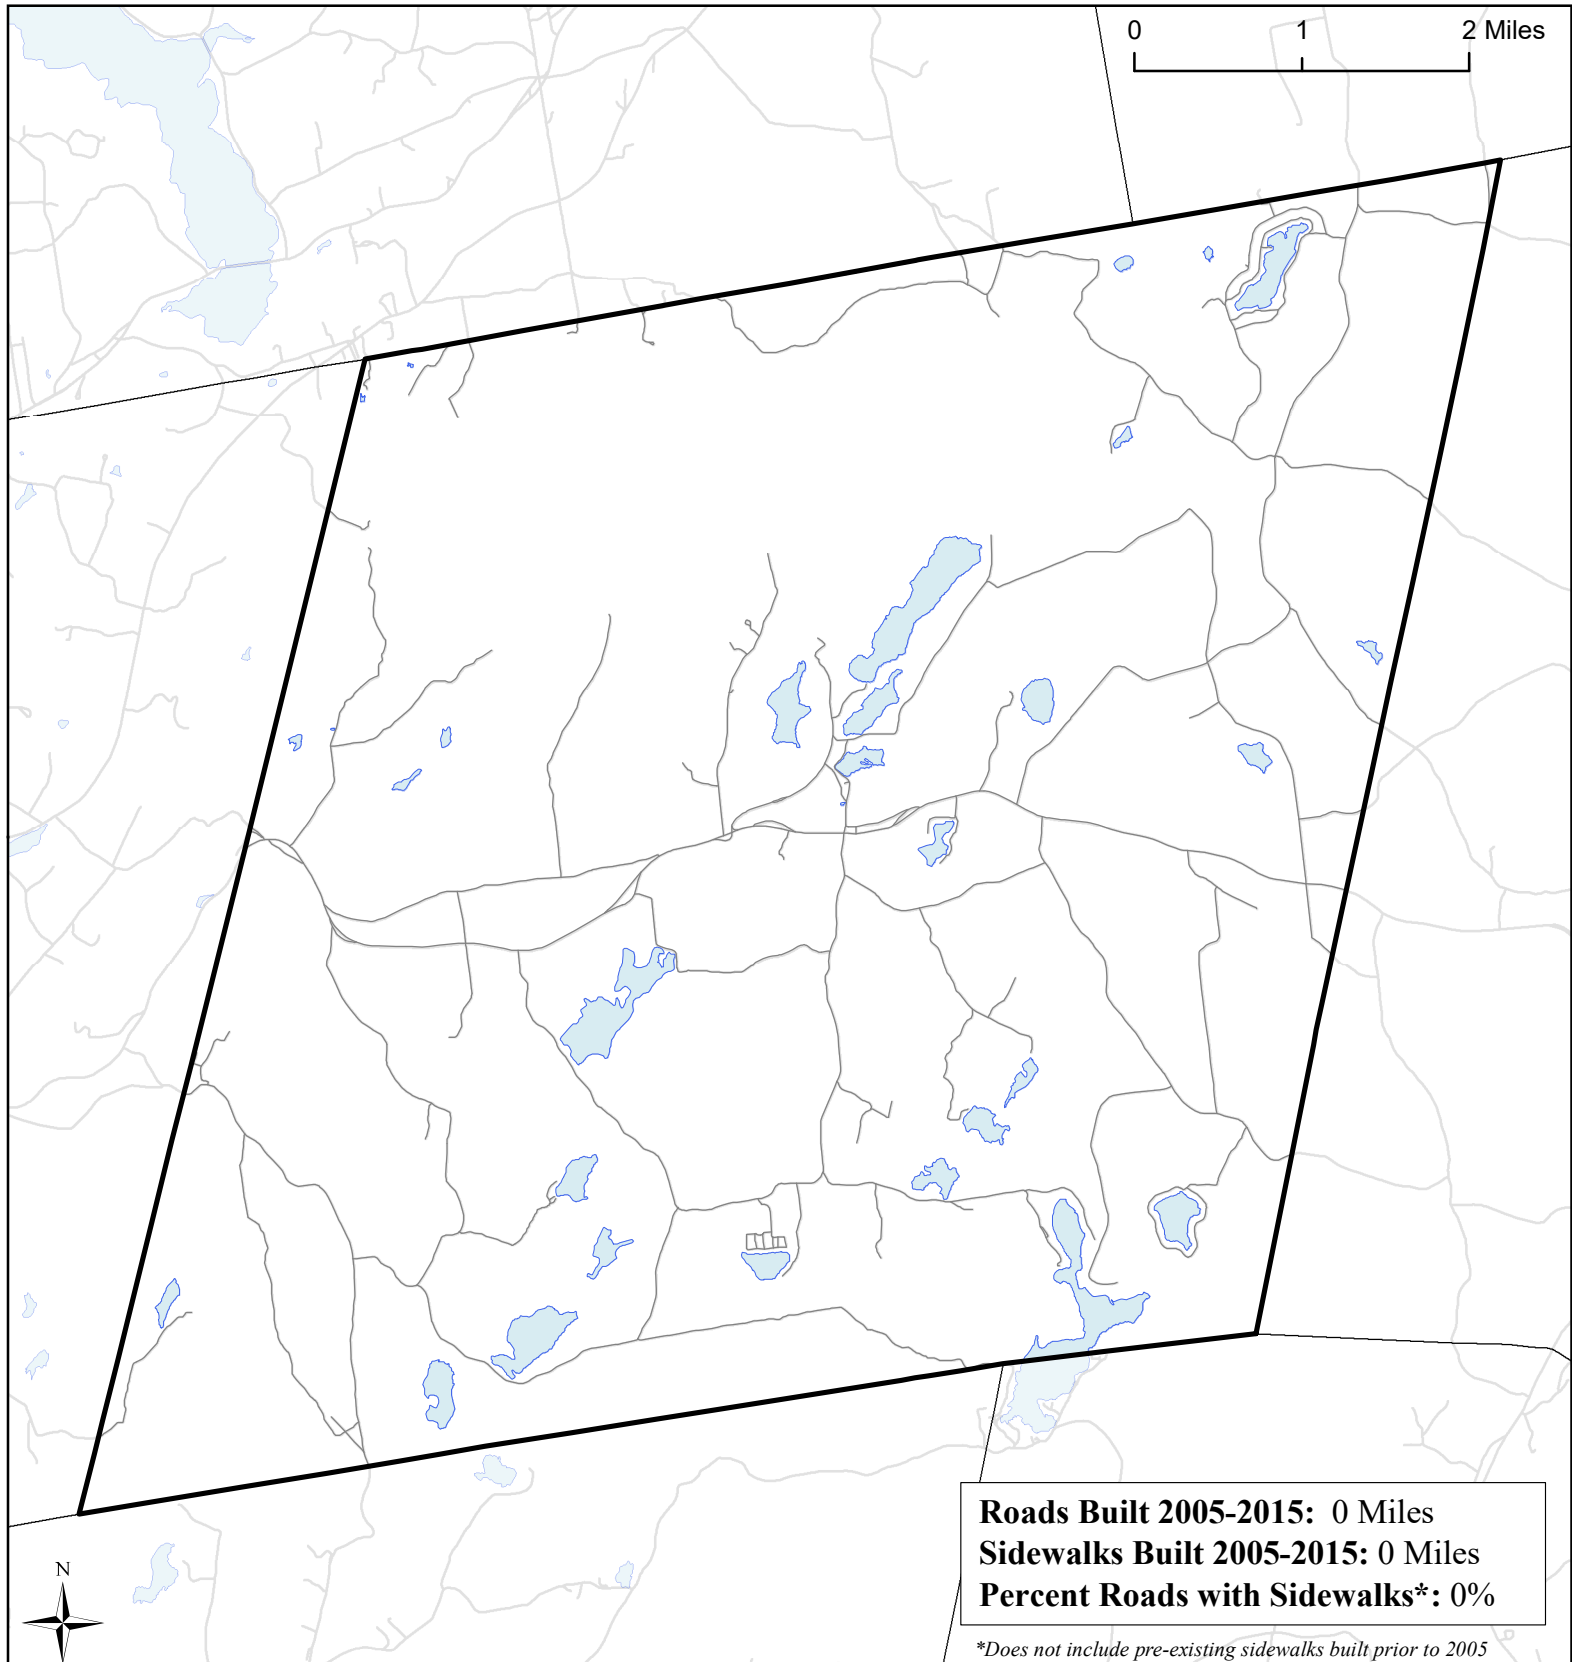 0 1 2 Miles
N
Roads Built 2005-2015: 0 Miles
Sidewalks Built 2005-2015: 0 Miles
Percent Roads with Sidewalks*: 0%
*Does not include pre-existing sidewalks built prior to 2005